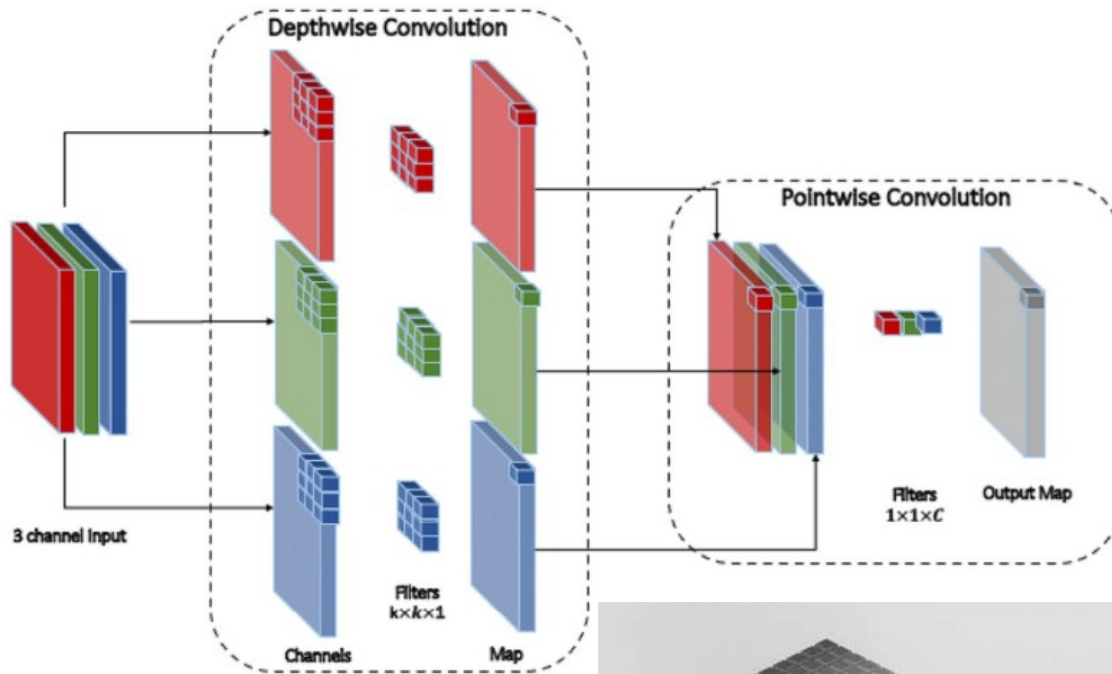 Depthwise Convolution
Pointwise Convolution
3 channel input
Filters
k×k×1
Channels
Map
Filters
1×1×C
Output Map